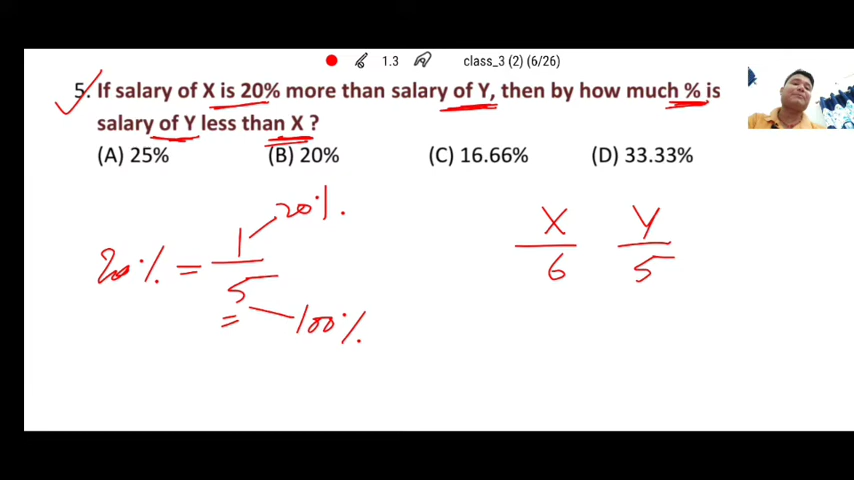 1.3 class_3 (2) (6/26)
5. If salary of X is 20% more than salary of Y, then by how much % is
salary of Y less than X ?
(A) 25% (B) 20% (C) 16.66% (D) 33.33%
20%
X Y
20% = 1/5
6 5
= 100%